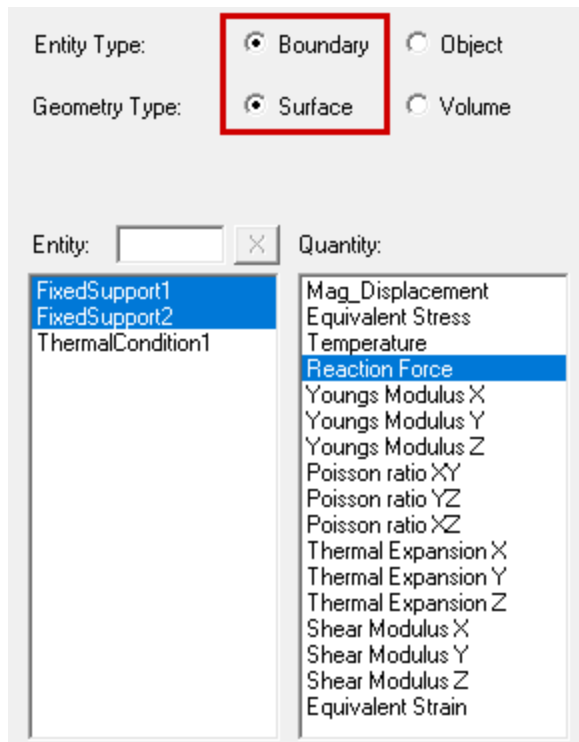 Entity Type: Boundary Object
Geometry Type: Surface Volume
Entity: X Quantity:
FixedSupport1
FixedSupport2
ThermalCondition1
Mag_Displacement
Equivalent Stress
Temperature
Reaction Force
Youngs Modulus X
Youngs Modulus Y
Youngs Modulus Z
Poisson ratio XY
Poisson ratio YZ
Poisson ratio XZ
Thermal Expansion X
Thermal Expansion Y
Thermal Expansion Z
Shear Modulus X
Shear Modulus Y
Shear Modulus Z
Equivalent Strain